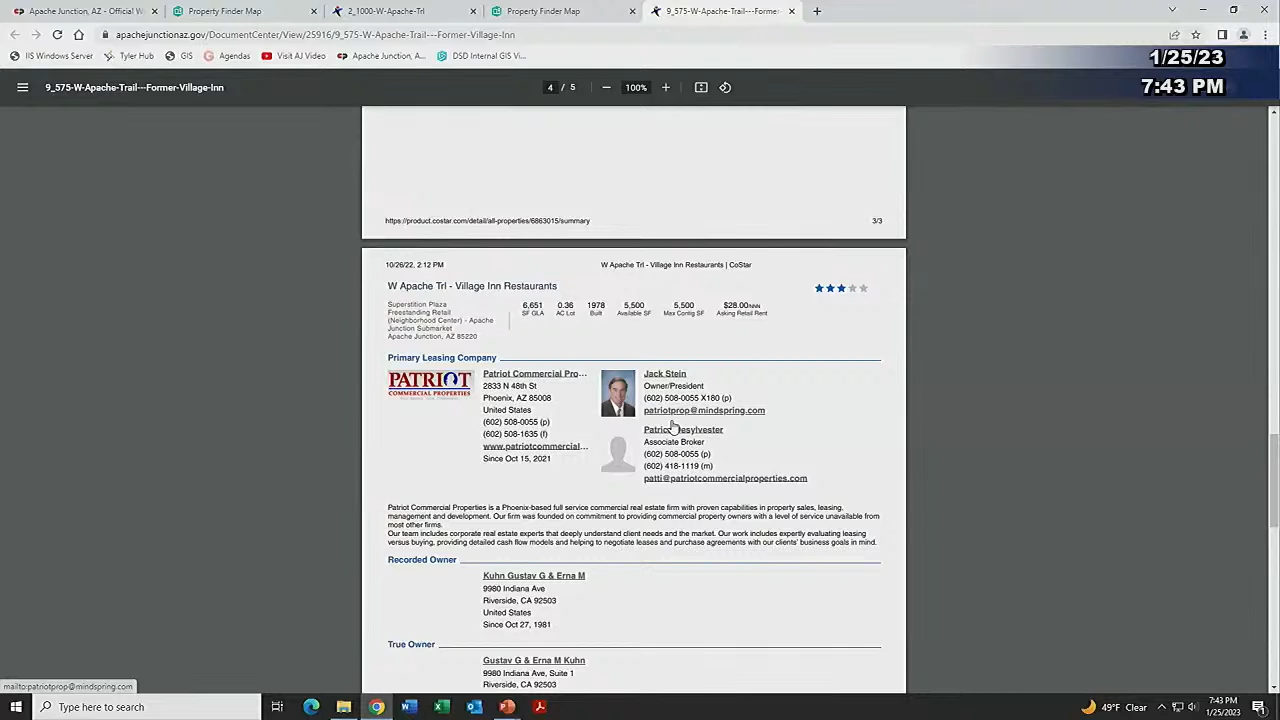 Apache Junction, AZ - Official W
Property Finder Map
2_1000-W-Apache-Trl
Property Finder Map
9_575-W-Apache-Trail---Former-
apachejunctionaz.gov/DocumentCenter/View/25916/9_575-W-Apache-Trail---Former-Village-Inn
IIS Windows Server
Tyler Hub
GIS
Agendas
Visit AJ Video
Apache Junction, A...
DSD Internal GIS Vi...
1/25/23
7:43 PM
9_575-W-Apache-Trail---Former-Village-Inn
4 / 5
100%
https://product.costar.com/detail/all-properties/6863015/summary
3/3
10/26/22, 2:12 PM
W Apache Trl - Village Inn Restaurants | CoStar
W Apache Trl - Village Inn Restaurants
Superstition Plaza
Freestanding Retail
(Neighborhood Center) - Apache
Junction Submarket
Apache Junction, AZ 85220
6,651 0.36 1978 5,500 5,500 $28.00/NNN
SF GLA AC Lot Built Available SF Max Contig SF Asking Retail Rent
Primary Leasing Company
PATRIOT
COMMERCIAL PROPERTIES
Patriot Commercial Pro...
2833 N 48th St
Phoenix, AZ 85008
United States
(602) 508-0055 (p)
(602) 508-1635 (f)
www.patriotcommercial...
Since Oct 15, 2021
Jack Stein
Owner/President
(602) 508-0055 X180 (p)
patriotprop@mindspring.com
Associate Broker
(602) 508-0055 (p)
(602) 418-1119 (m)
patti@patriotcommercialproperties.com
Patriot Commercial Properties is a Phoenix-based full service commercial real estate firm with proven capabilities in property sales, leasing,
management and development. Our firm was founded on commitment to providing commercial property owners with a level of service unavailable from
most other firms.
Our team includes corporate real estate experts that deeply understand client needs and the market. Our work includes expertly evaluating leasing
versus buying, providing detailed cash flow models and helping to negotiate leases and purchase agreements with our clients' business goals in mind.
Recorded Owner
Kuhn Gustav G & Erna M
9980 Indiana Ave
Riverside, CA 92503
United States
Since Oct 27, 1981
True Owner
Gustav G & Erna M Kuhn
9980 Indiana Ave, Suite 1
Riverside, CA 92503
mailto:patriotprop@mindspring.com
Type here to search
49°F Clear
7:43 PM
1/25/2023